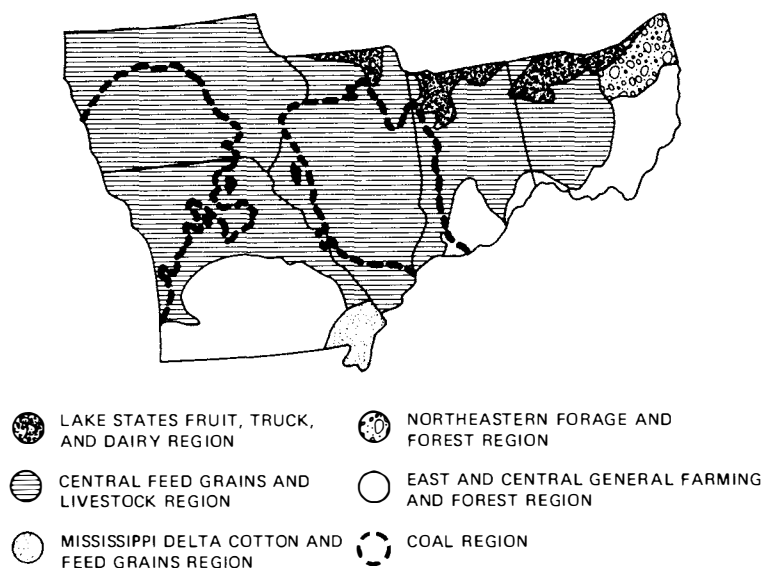 LAKE STATES FRUIT, TRUCK,
AND DAIRY REGION
CENTRAL FEED GRAINS AND
LIVESTOCK REGION
MISSISSIPPI DELTA COTTON AND
FEED GRAINS REGION
NORTHEASTERN FORAGE AND
FOREST REGION
EAST AND CENTRAL GENERAL FARMING
AND FOREST REGION
COAL REGION